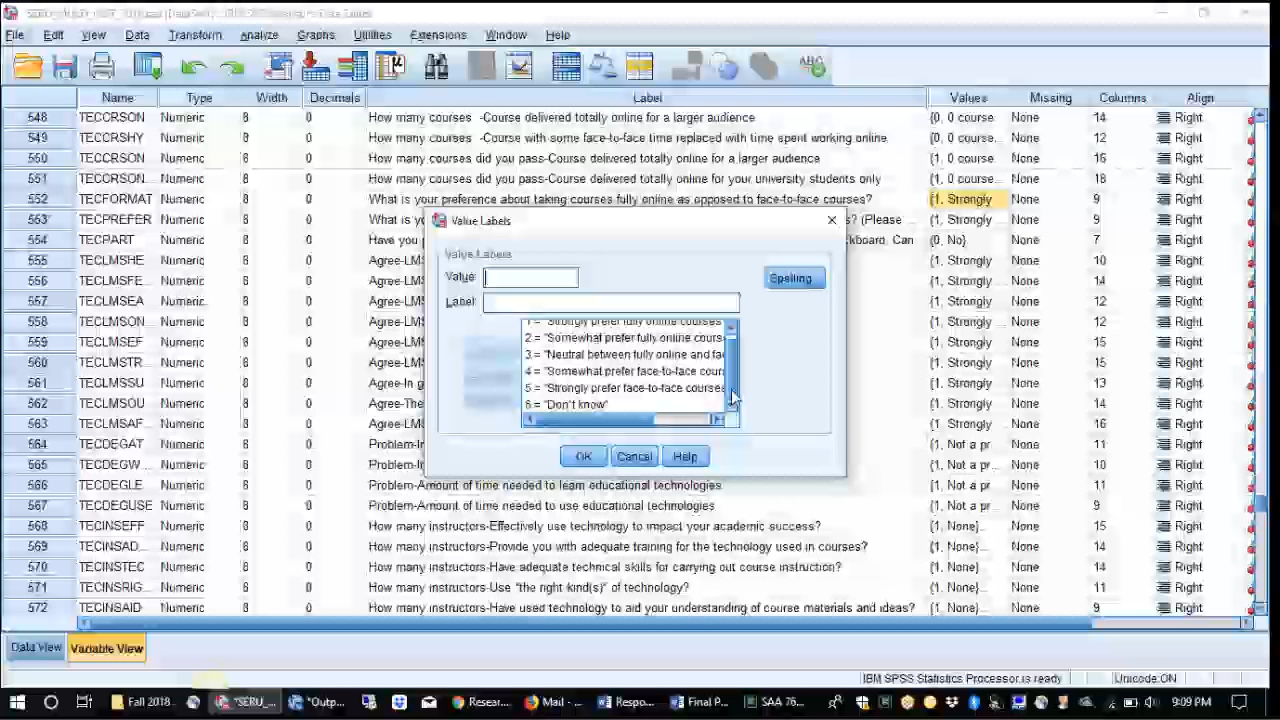 File Edit View Data Transform Analyze Graphs Utilities Extensions Window Help
Name Type Width Decimals Label Values Missing Columns Align
548 TECCRSON Numeric 8 0 How many courses -Course delivered totally online for a larger audience {0, 0 course None 14 Right
549 TECCRSHY Numeric 8 0 How many courses -Course with some face-to-face time replaced with time spent working online {0, 0 course... None 12 Right
550 TECCRSON Numeric 8 0 How many courses did you pass-Course delivered totally online for a larger audience {1, 0 course None 16 Right
551 TECCRSON... Numeric 8 0 How many courses did you pass-Course delivered totally online for your university students only {1, 0 course... None 18 Right
552 TECFORMAT Numeric 8 0 What is your preference about taking courses fully online as opposed to face-to-face courses? {1, Strongly None 9 Right
553 TECPREFER Numeric 8 0 What is yo s? (Please ... {1, Strongly None 9 Right
554 TECPART Numeric 8 0 Have you p kboard, Can {0, No} None 7 Right
555 TECLMSHE Numeric 8 0 Agree-LMS {1, Strongly None 10 Right
556 TECLMSFE... Numeric 8 0 Agree-LMS {1, Strongly None 14 Right
557 TECLMSEA Numeric 8 0 Agree-LMS {1, Strongly None 12 Right
558 TECLMSON... Numeric 8 0 Agree-LMS {1, Strongly None 12 Right
559 TECLMSEF Numeric 8 0 Agree-LMS {1, Strongly None 15 Right
560 TECLMSTR... Numeric 8 0 Agree-LMS {1, Strongly None 15 Right
561 TECLMSSU Numeric 8 0 Agree-In g {1, Strongly None 13 Right
562 TECLMSOU Numeric 8 0 Agree-The {1, Strongly None 14 Right
563 TECLMSAF... Numeric 8 0 Agree-LMS {1, Strongly None 16 Right
564 TECDEGAT Numeric 8 0 Problem-In {1, Not a pr None 11 Right
565 TECDEGW... Numeric 8 0 Problem-L {1, Not a pr None 10 Right
566 TECDEGLE Numeric 8 0 Problem-Amount of time needed to learn educational technologies {1, Not a pr None 11 Right
567 TECDEGUSE Numeric 8 0 Problem-Amount of time needed to use educational technologies {1, Not a pr None 9 Right
568 TECINSEFF Numeric 8 0 How many instructors-Effectively use technology to impact your academic success? {1, None}... None 15 Right
569 TECINSAD... Numeric 8 0 How many instructors-Provide you with adequate training for the technology used in courses? {1, None}... None 14 Right
570 TECINSTEC Numeric 8 0 How many instructors-Have adequate technical skills for carrying out course instruction? {1, None}... None 14 Right
571 TECINSRIG... Numeric 8 0 How many instructors-Use "the right kind(s)" of technology? {1, None}... None 11 Right
572 TECINSAID Numeric 8 0 How many instructors-Have used technology to aid your understanding of course materials and ideas? {1, None}... None 9 Right
Value Labels
Value Labels
Value:
Spelling...
Label:
1 = "Strongly prefer fully online courses
2 = "Somewhat prefer fully online cours
3 = "Neutral between fully online and fa
4 = "Somewhat prefer face-to-face cour
5 = "Strongly prefer face-to-face courses
6 = "Don't know"
OK Cancel Help
Data View Variable View
IBM SPSS Statistics Processor is ready Unicode:ON
Fall 2018 *SERU_... *Outp... Resear... Mail - ... Respo... Final P... SAA 76... 9:09 PM